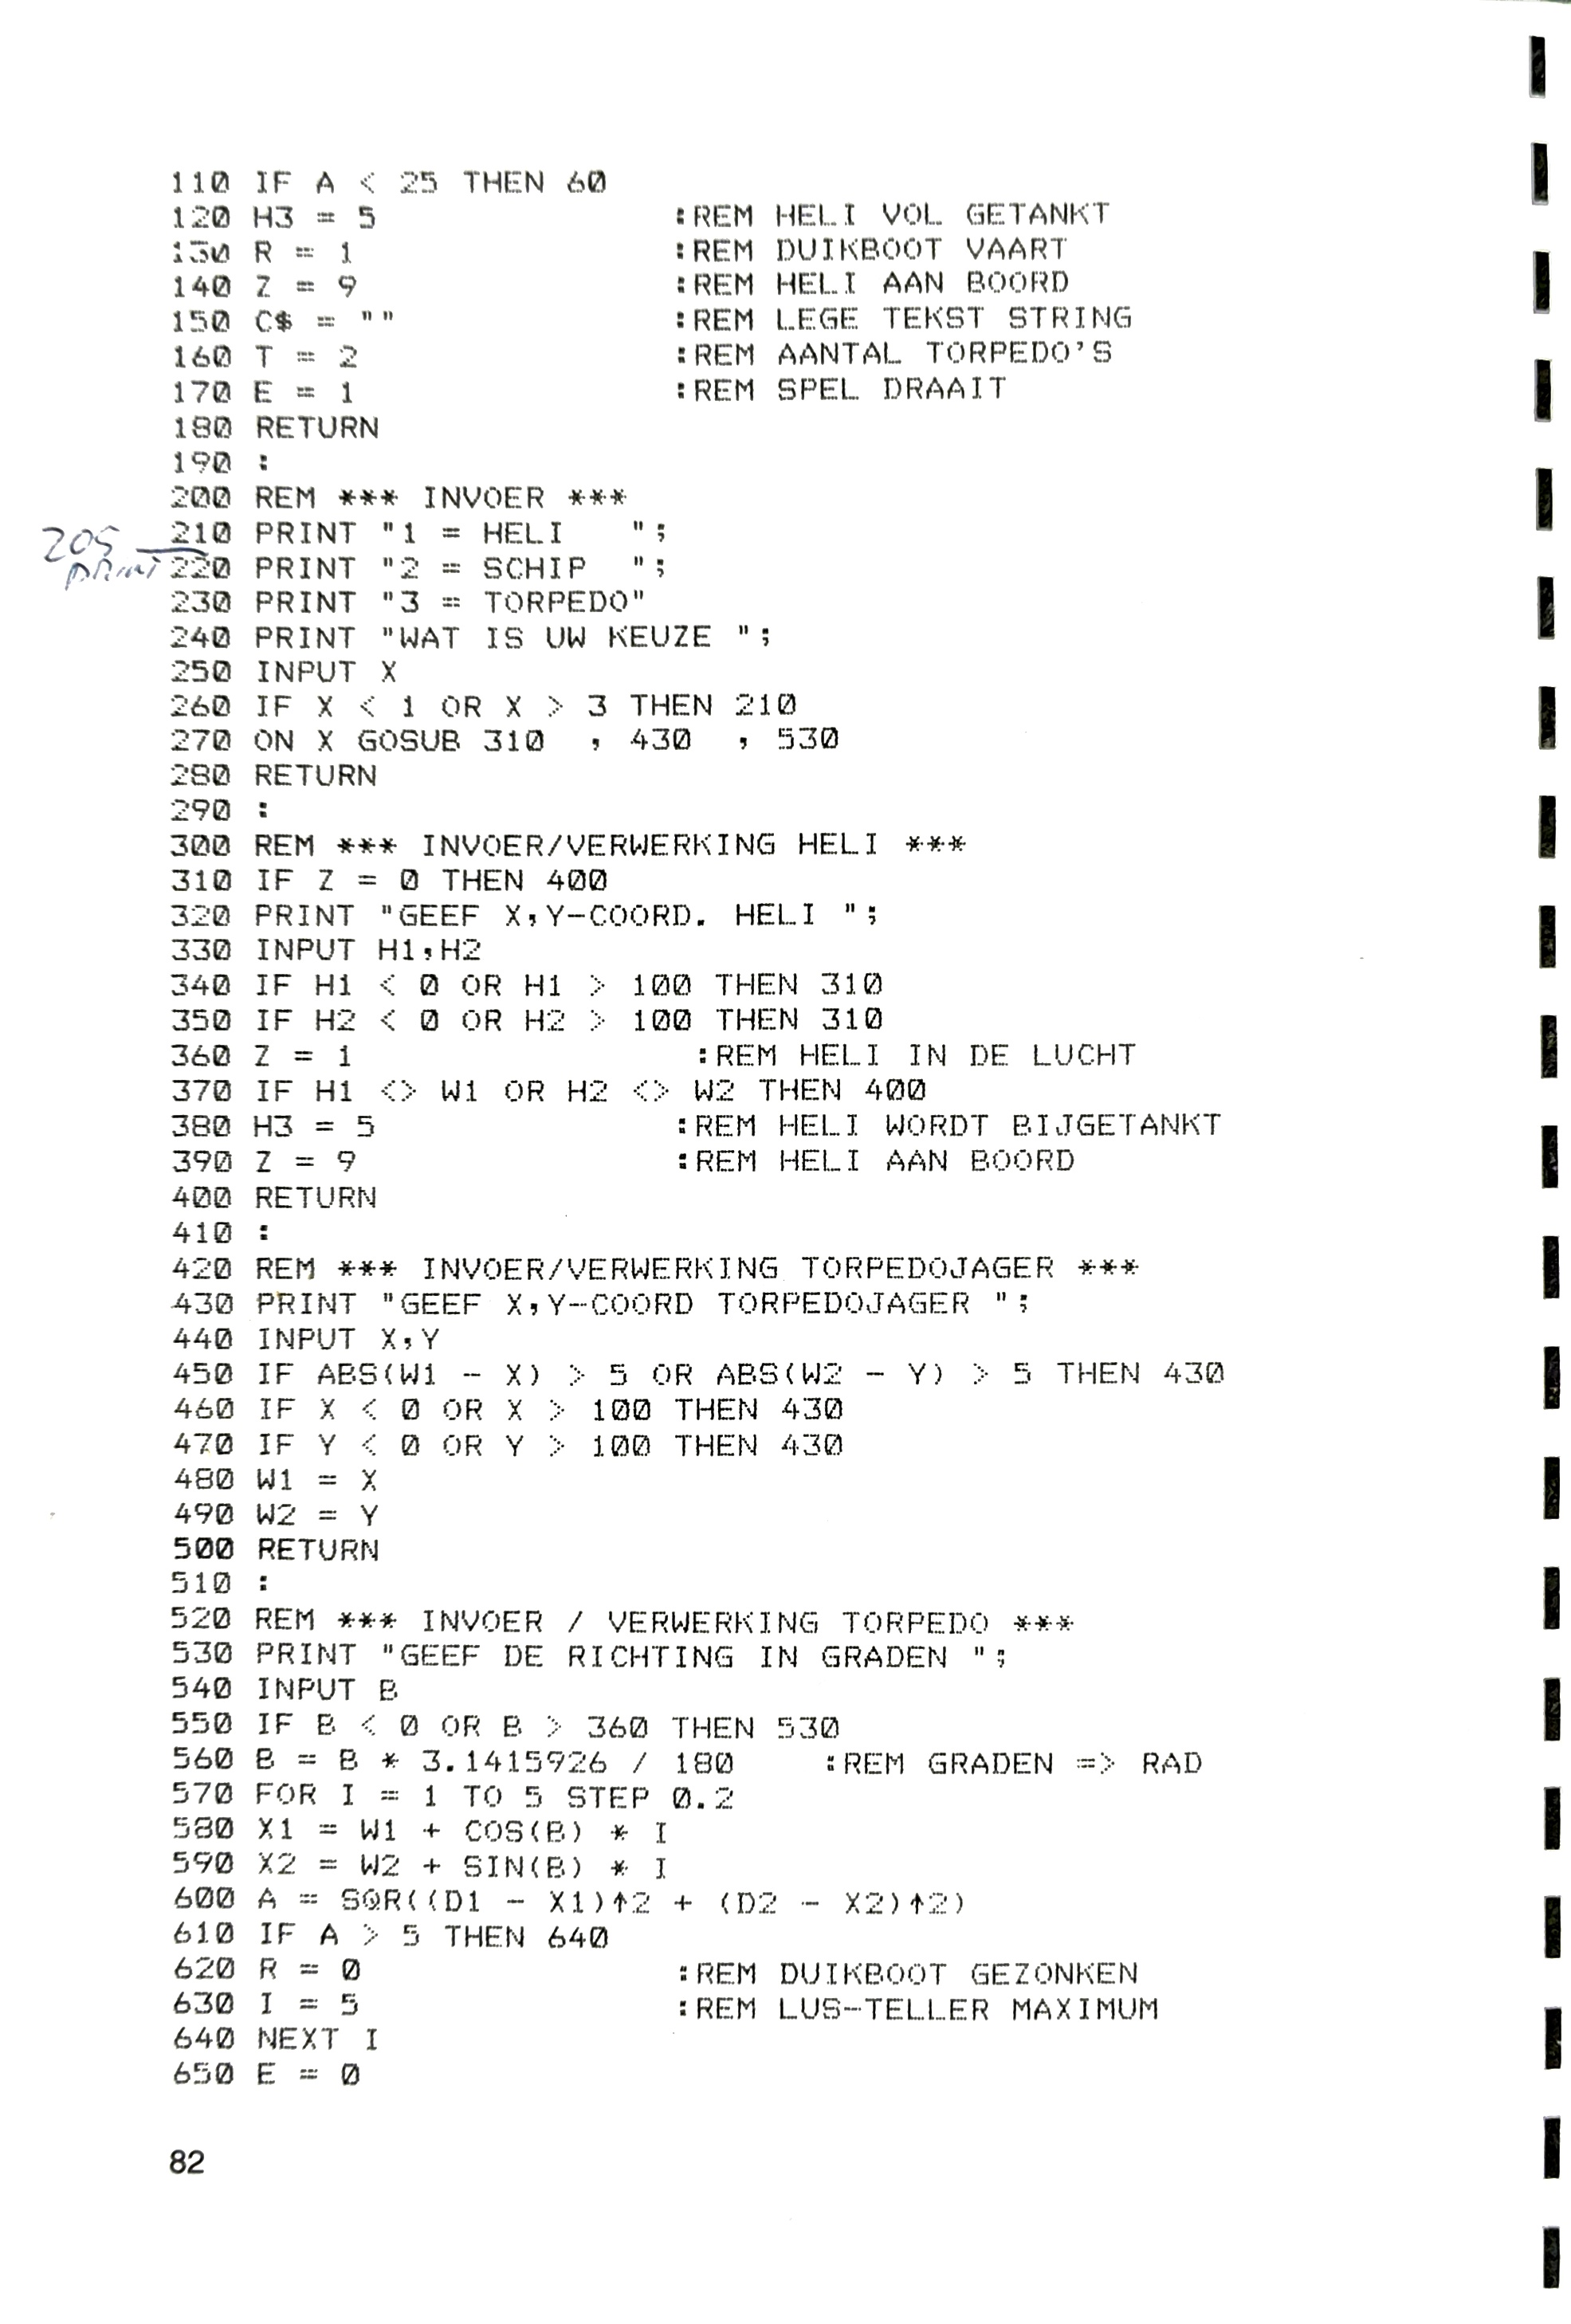 110 IF A < 25 THEN 60
120 H3 = 5 :REM HELI VOL GETANKT
130 R = 1 :REM DUIKBOOT VAART
140 Z = 9 :REM HELI AAN BOORD
150 C$ = "" :REM LEGE TEKST STRING
160 T = 2 :REM AANTAL TORPEDO'S
170 E = 1 :REM SPEL DRAAIT
180 RETURN
190 :
200 REM *** INVOER ***
205 print
210 PRINT "1 = HELI   ";
220 PRINT "2 = SCHIP  ";
230 PRINT "3 = TORPEDO"
240 PRINT "WAT IS UW KEUZE ";
250 INPUT X
260 IF X < 1 OR X > 3 THEN 210
270 ON X GOSUB 310  , 430  , 530
280 RETURN
290 :
300 REM *** INVOER/VERWERKING HELI ***
310 IF Z = 0 THEN 400
320 PRINT "GEEF X,Y-COORD. HELI ";
330 INPUT H1,H2
340 IF H1 < 0 OR H1 > 100 THEN 310
350 IF H2 < 0 OR H2 > 100 THEN 310
360 Z = 1 :REM HELI IN DE LUCHT
370 IF H1 <> W1 OR H2 <> W2 THEN 400
380 H3 = 5 :REM HELI WORDT BIJGETANKT
390 Z = 9 :REM HELI AAN BOORD
400 RETURN
410 :
420 REM *** INVOER/VERWERKING TORPEDOJAGER ***
430 PRINT "GEEF X,Y-COORD TORPEDOJAGER ";
440 INPUT X,Y
450 IF ABS(W1 - X) > 5 OR ABS(W2 - Y) > 5 THEN 430
460 IF X < 0 OR X > 100 THEN 430
470 IF Y < 0 OR Y > 100 THEN 430
480 W1 = X
490 W2 = Y
500 RETURN
510 :
520 REM *** INVOER / VERWERKING TORPEDO ***
530 PRINT "GEEF DE RICHTING IN GRADEN ";
540 INPUT B
550 IF B < 0 OR B > 360 THEN 530
560 B = B * 3.1415926 / 180 :REM GRADEN => RAD
570 FOR I = 1 TO 5 STEP 0.2
580 X1 = W1 + COS(B) * I
590 X2 = W2 + SIN(B) * I
600 A = SQR((D1 - X1)↑2 + (D2 - X2)↑2)
610 IF A > 5 THEN 640
620 R = 0 :REM DUIKBOOT GEZONKEN
630 I = 5 :REM LUS-TELLER MAXIMUM
640 NEXT I
650 E = 0
82